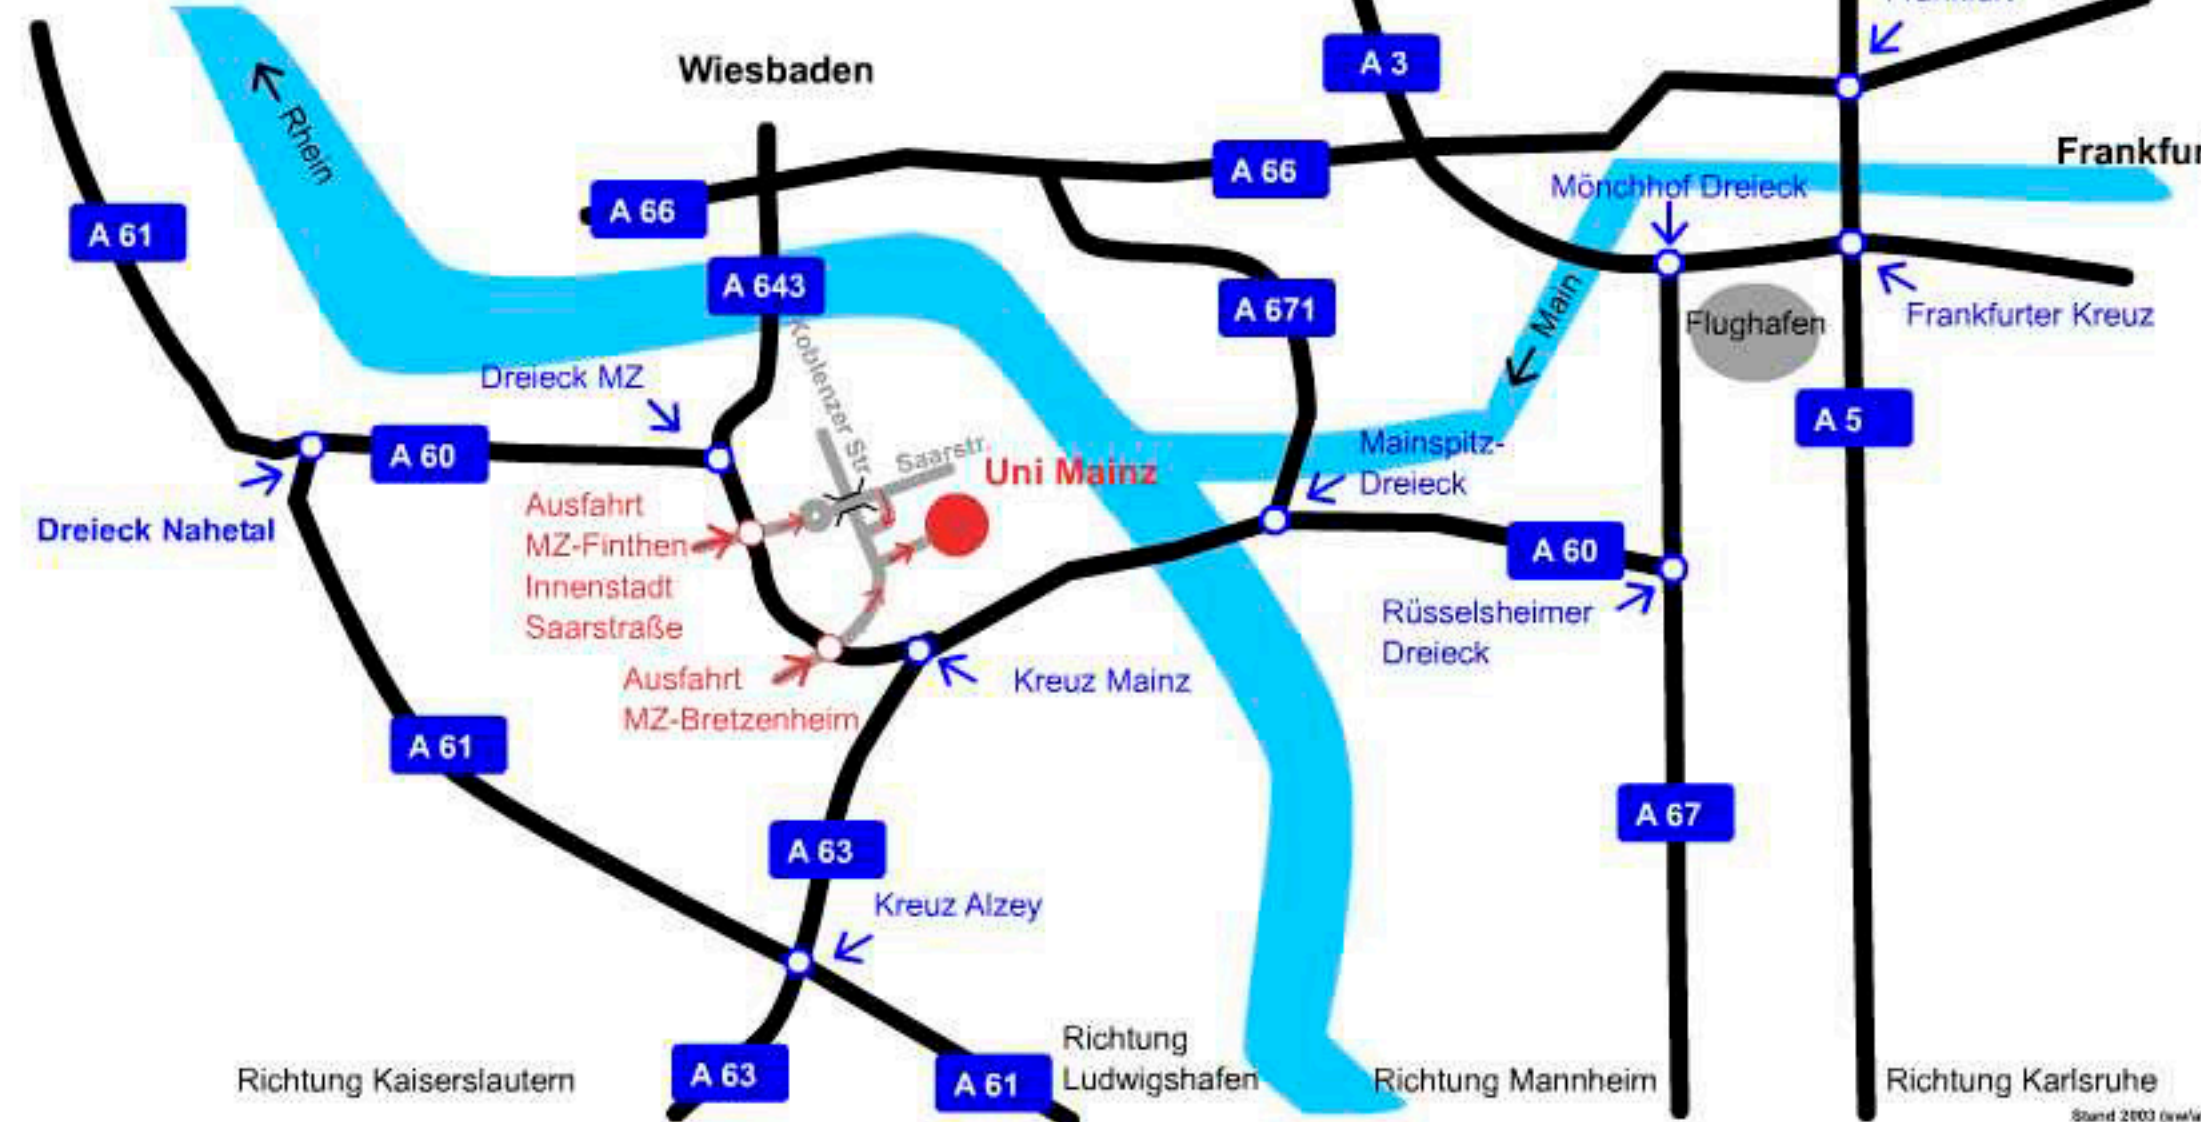 Wiesbaden
A 3
Rhein
A 66
Mönchhof Dreieck
A 66
A 61
A 643
A 671
Main
Flughafen
Frankfurter Kreuz
Koblenzer Str.
Dreieck MZ
A 5
Saarstr.
Uni Mainz
Mainspitz-
Dreieck
A 60
Ausfahrt
MZ-Finthen
Innenstadt
Saarstraße
Dreieck Nahetal
A 60
Rüsselsheimer
Dreieck
Ausfahrt
MZ-Bretzenheim
Kreuz Mainz
A 61
A 67
A 63
Kreuz Alzey
Richtung Kaiserslautern
A 63
A 61
Richtung
Ludwigshafen
Richtung Mannheim
Richtung Karlsruhe
Stand 2003